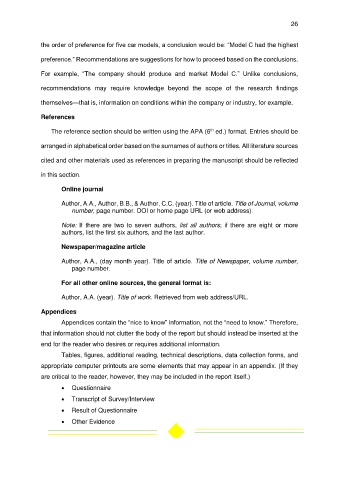 26
the order of preference for five car models, a conclusion would be: “Model C had the highest
preference.” Recommendations are suggestions for how to proceed based on the conclusions.
For example, “The company should produce and market Model C.” Unlike conclusions,
recommendations may require knowledge beyond the scope of the research findings
themselves—that is, information on conditions within the company or industry, for example.
References
The reference section should be written using the APA (6th ed.) format. Entries should be
arranged in alphabetical order based on the surnames of authors or titles. All literature sources
cited and other materials used as references in preparing the manuscript should be reflected
in this section.
Online journal
Author, A.A., Author, B.B., & Author, C.C. (year). Title of article. Title of Journal, volume
number, page number. DOI or home page URL (or web address).
Note: If there are two to seven authors, list all authors; if there are eight or more
authors, list the first six authors, and the last author.
Newspaper/magazine article
Author, A.A., (day month year). Title of article. Title of Newspaper, volume number,
page number.
For all other online sources, the general format is:
Author, A.A. (year). Title of work. Retrieved from web address/URL.
Appendices
Appendices contain the “nice to know” information, not the “need to know.” Therefore,
that information should not clutter the body of the report but should instead be inserted at the
end for the reader who desires or requires additional information.
Tables, figures, additional reading, technical descriptions, data collection forms, and
appropriate computer printouts are some elements that may appear in an appendix. (If they
are critical to the reader, however, they may be included in the report itself.)
• Questionnaire
• Transcript of Survey/Interview
• Result of Questionnaire
• Other Evidence